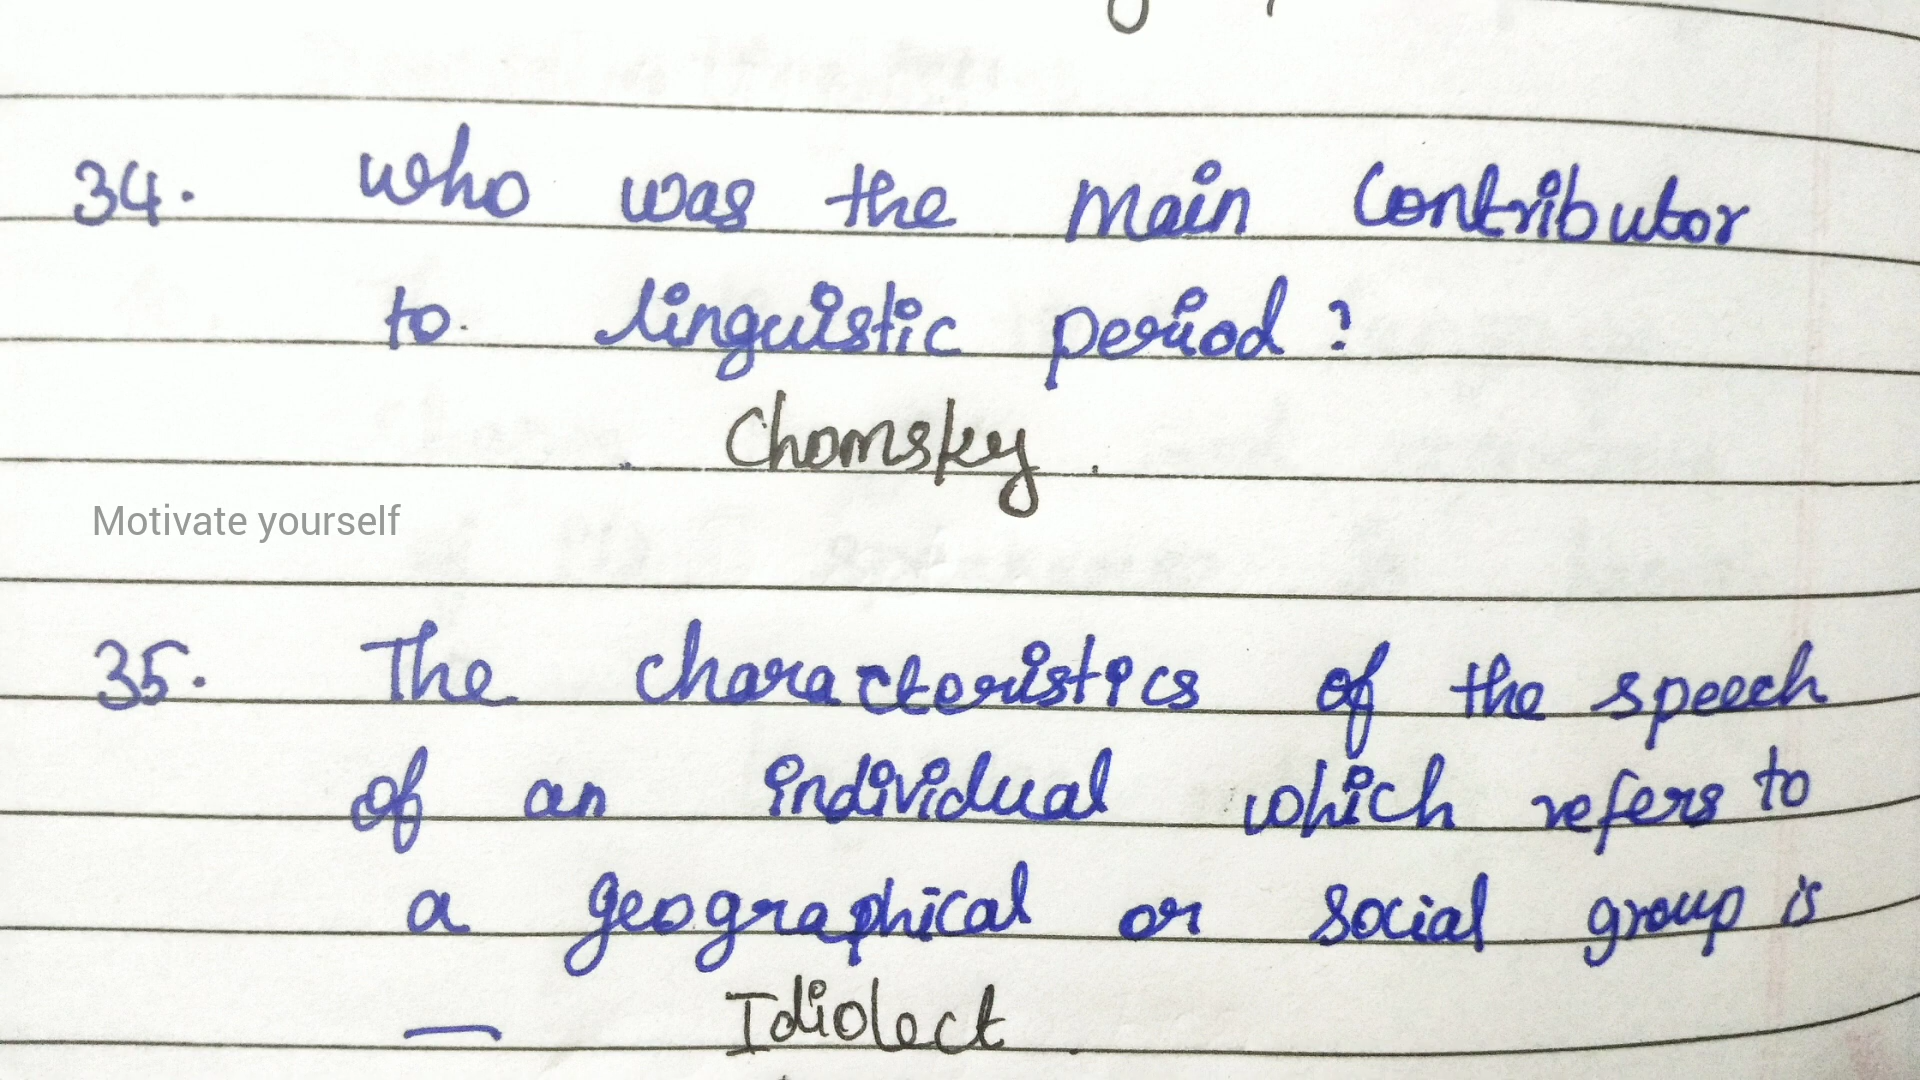 34. Who was the main contributor
to linguistic period?
Chomsky.
Motivate yourself
35. The characteristics of the speech
of an individual which refers to
a geographical or social group is
— Idiolect